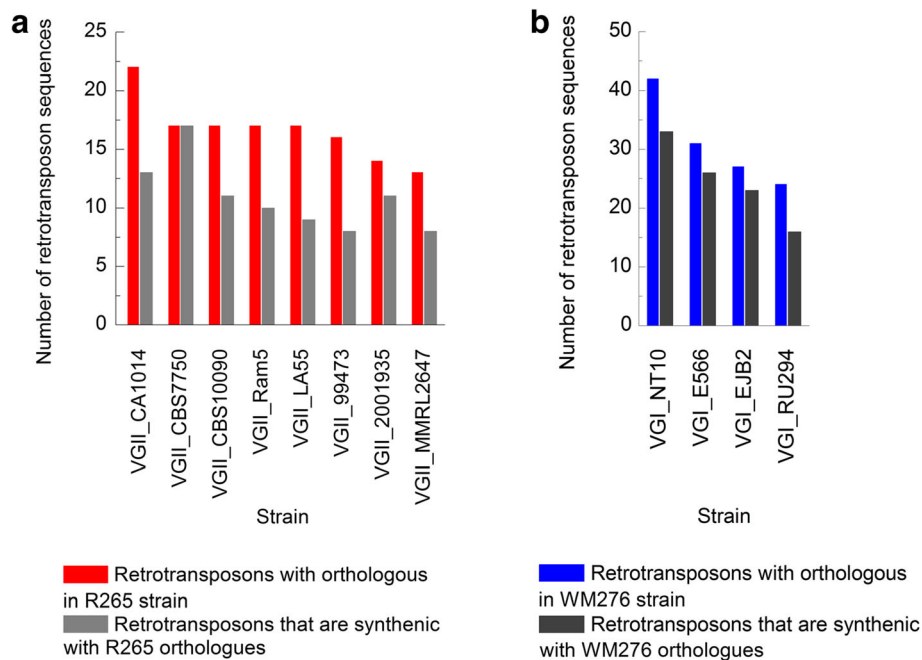 a
Number of retrotransposon sequences
25
20
15
10
5
0
VGII_CA1014
VGII_CBS7750
VGII_CBS10090
VGII_Ram5
VGII_LA55
VGII_99473
VGII_2001935
VGII_MMRL2647
Strain
Retrotransposons with orthologous
in R265 strain
Retrotransposons that are synthenic
with R265 orthologues
b
Number of retrotransposon sequences
50
40
30
20
10
0
VGI_NT10
VGI_E566
VGI_EJB2
VGI_RU294
Strain
Retrotransposons with orthologous
in WM276 strain
Retrotransposons that are synthenic
with WM276 orthologues